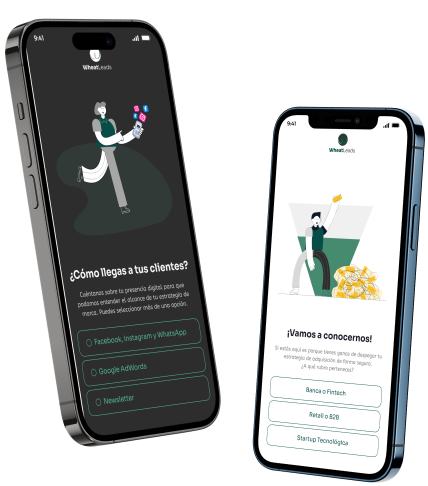 9:41
WheatLeads
¿Cómo llegas a tus clientes?
Cuéntanos sobre tu presencia digital, para que
podamos entender el alcance de tu estrategia de
marca. Puedes seleccionar más de una opción.
Facebook, Instagram y WhatsApp
Google AdWords
Newsletter
9:41
WheatLeads
¡Vamos a conocernos!
Si estás aquí es porque tienes ganas de despegar tu
estrategia de adquisición de forma segura.
¿A qué rubro perteneces?
Banca o Fintech
Retail o B2B
Startup Tecnológica